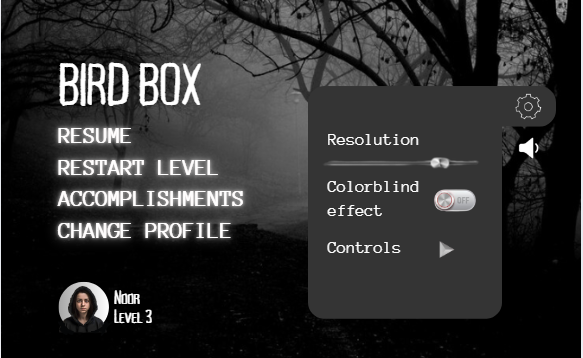 BIRD BOX
RESUME
RESTART LEVEL
ACCOMPLISHMENTS
CHANGE PROFILE
Noor
Level 3
Resolution
Colorblind
effect
OFF
Controls